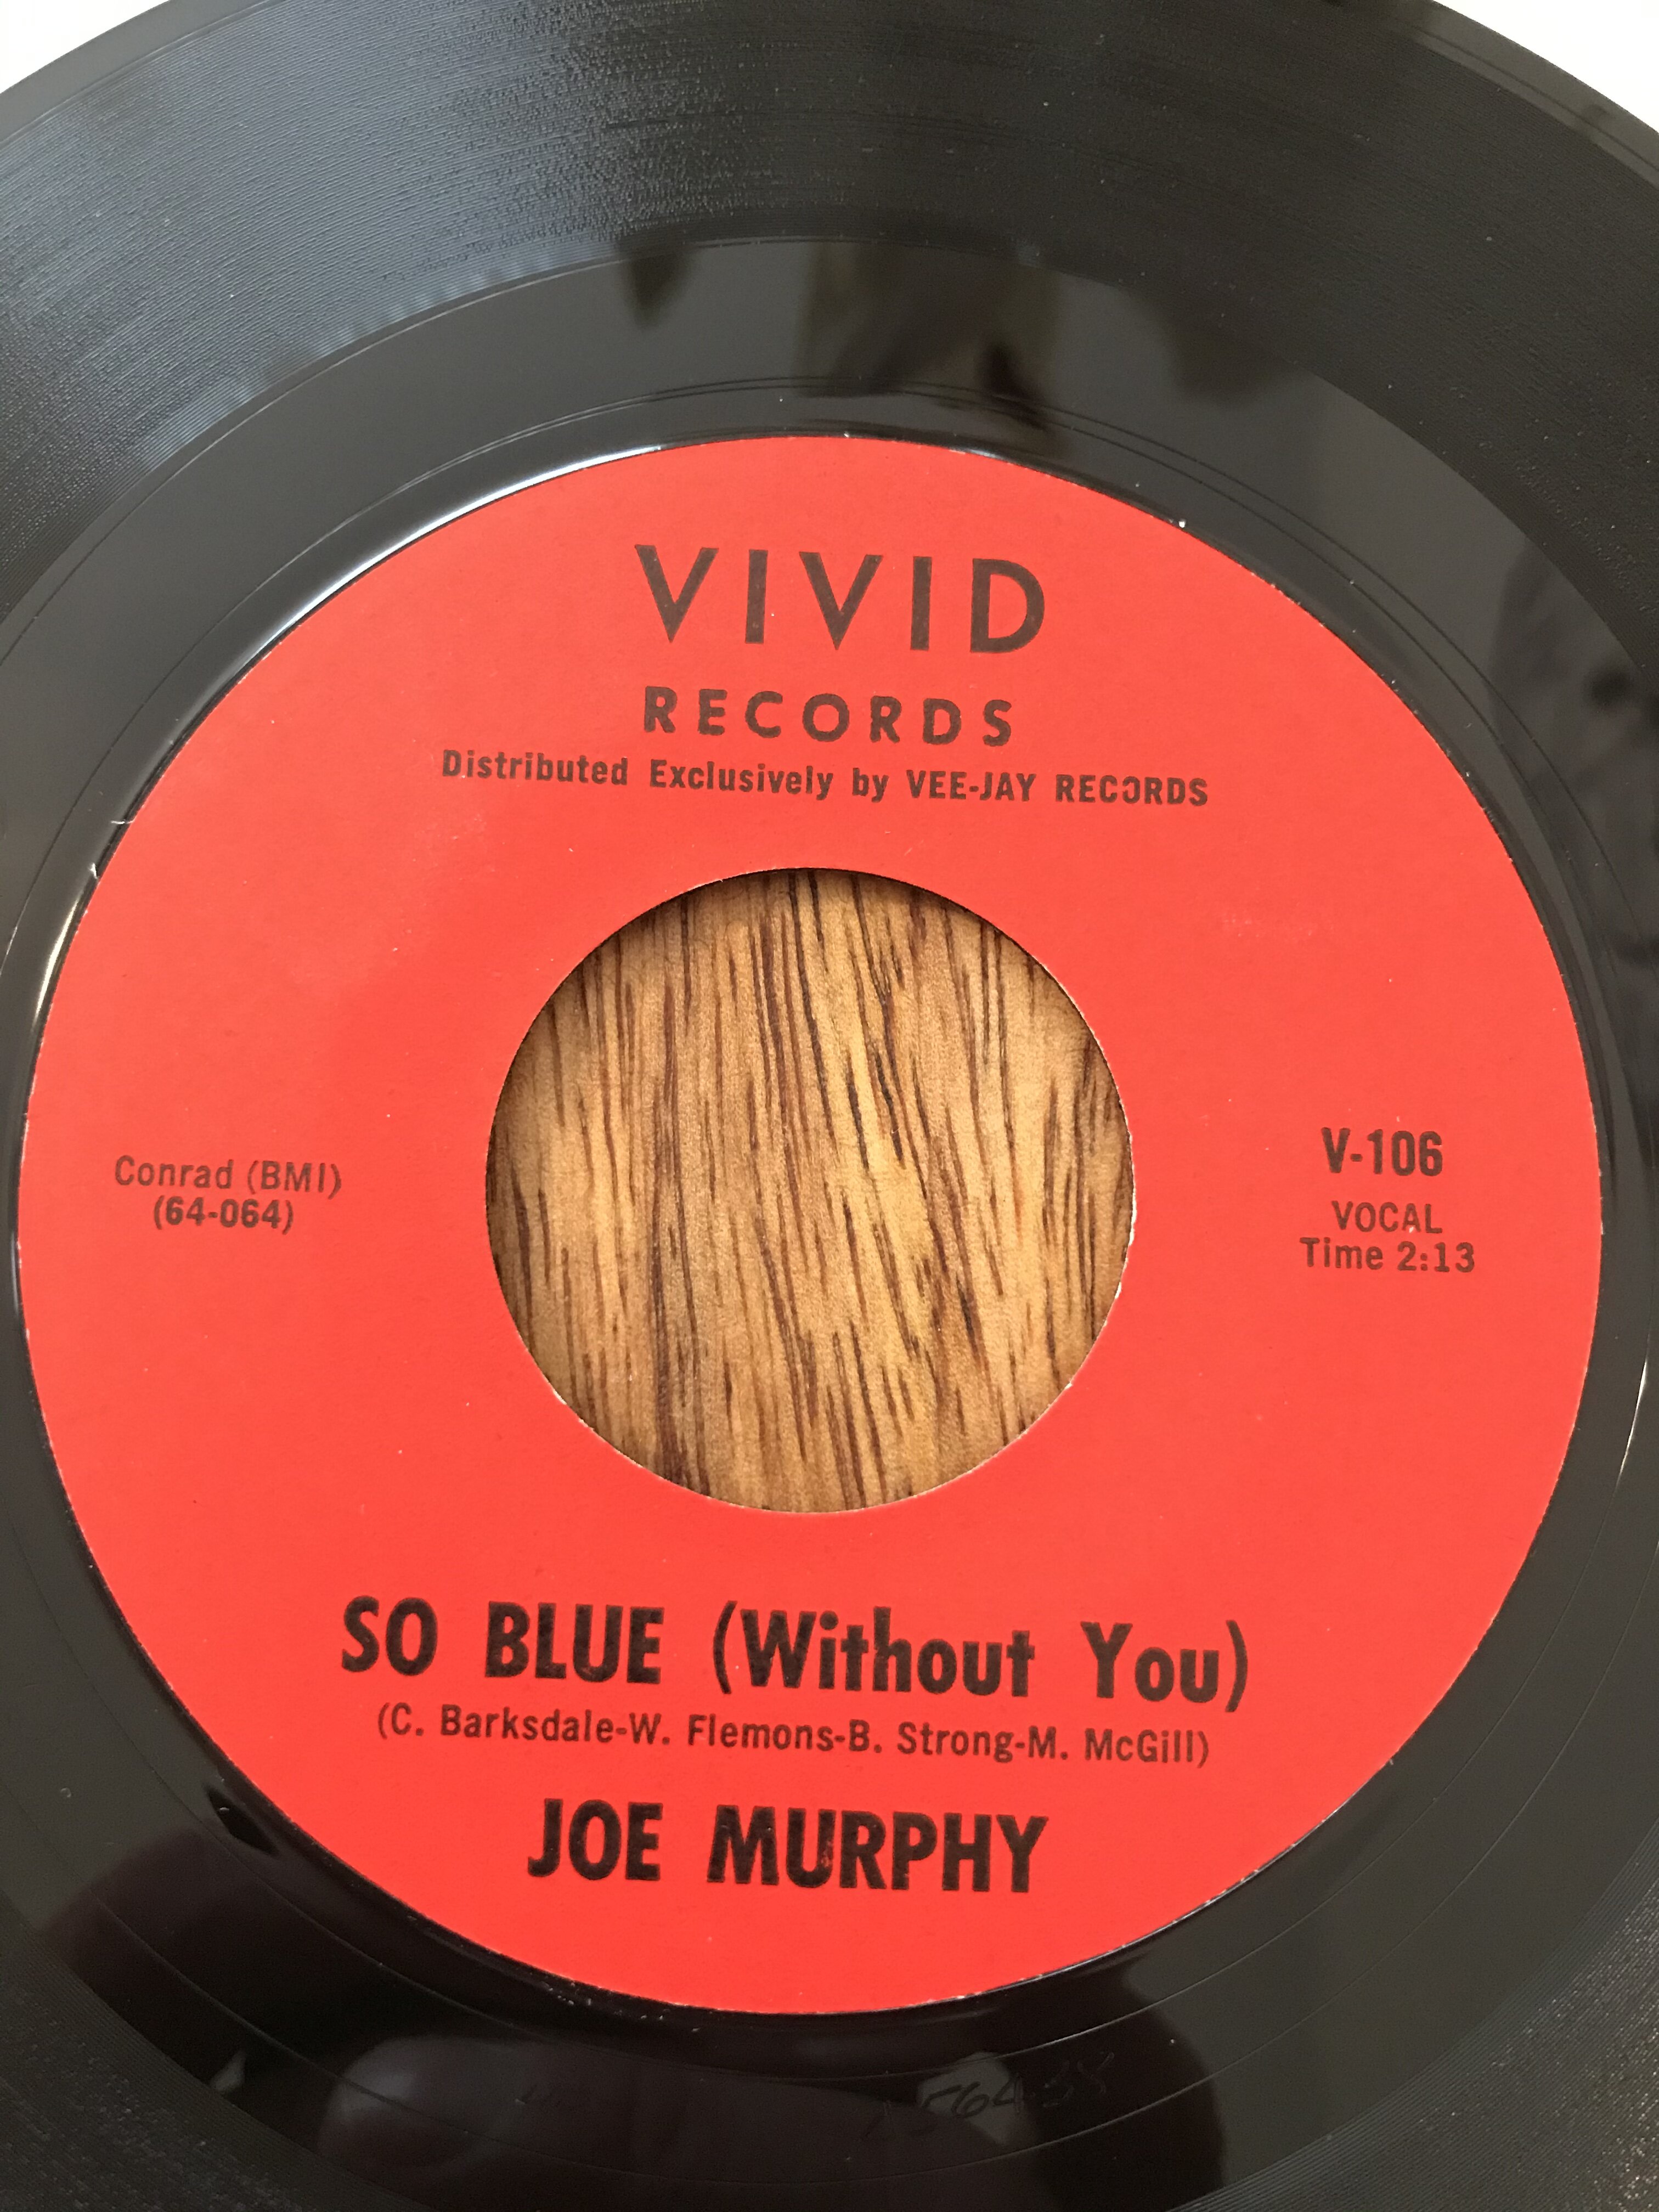 VIVID
RECORDS
Distributed Exclusively by VEE-JAY RECORDS
Conrad (BMI)
(64-064)
V-106
VOCAL
Time 2:13
SO BLUE (Without You)
(C. Barksdale-W. Flemons-B. Strong-M. McGill)
JOE MURPHY